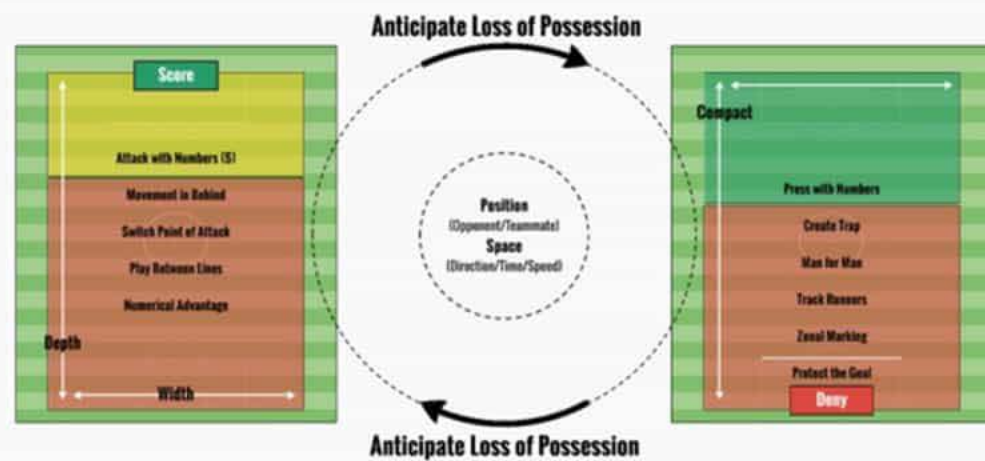 Anticipate Loss of Possession
Score
Attack with Numbers (5)
Movement in Behind
Switch Point of Attack
Play Between Lines
Numerical Advantage
Depth
Width
Position
(Opponent/Teammate)
Space
(Direction/Time/Speed)
Compact
Press with Numbers
Create Trap
Man for Man
Track Runners
Zonal Marking
Protect the Goal
Deny
Anticipate Loss of Possession